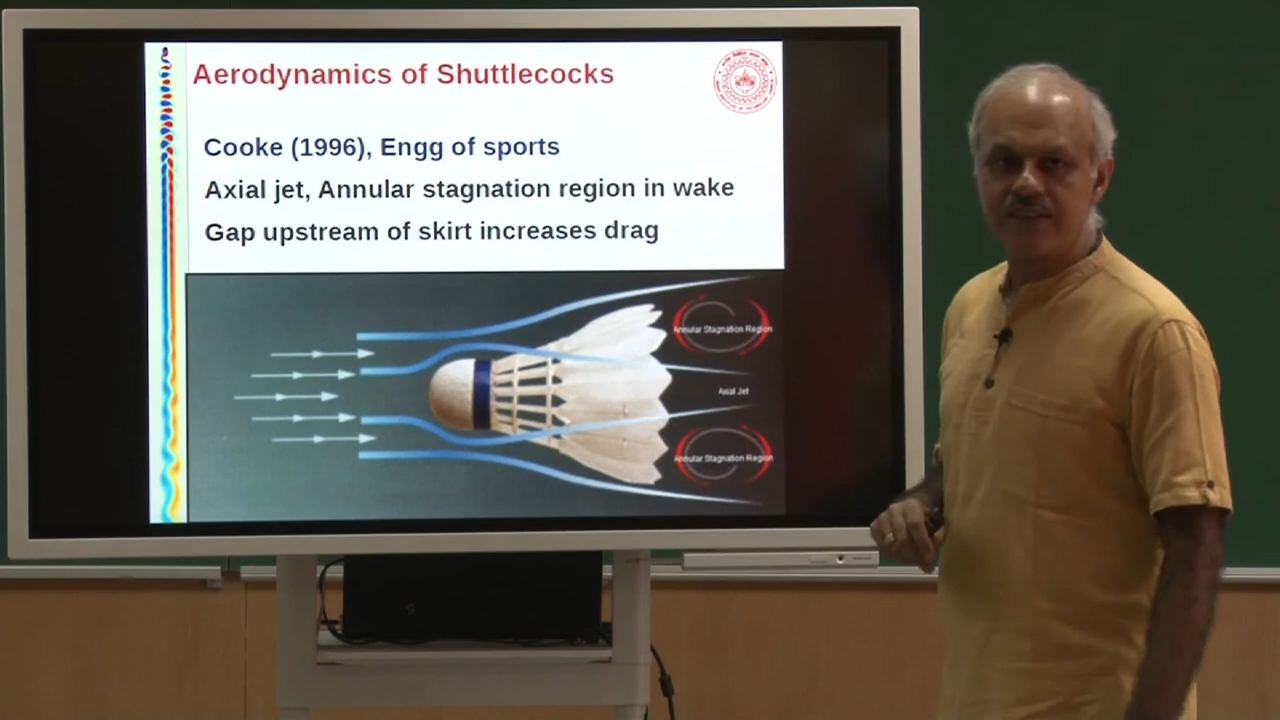 Aerodynamics of Shuttlecocks
Cooke (1996), Engg of sports
Axial jet, Annular stagnation region in wake
Gap upstream of skirt increases drag
Annular Stagnation Region
Axial Jet
Annular Stagnation Region